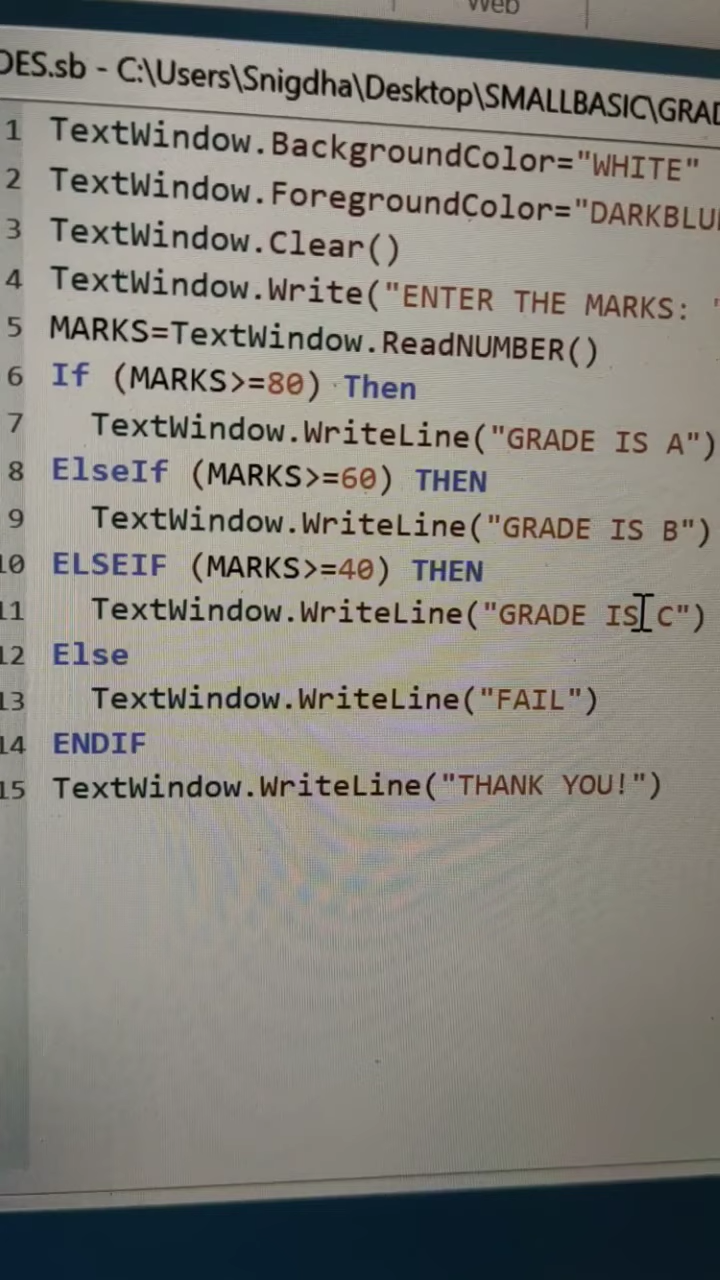 Web
DES.sb - C:\Users\Snigdha\Desktop\SMALLBASIC\GRAD
1 TextWindow.BackgroundColor="WHITE"
2 TextWindow.ForegroundColor="DARKBLU
3 TextWindow.Clear()
4 TextWindow.Write("ENTER THE MARKS: "
5 MARKS=TextWindow.ReadNUMBER()
6 If (MARKS>=80) Then
7 TextWindow.WriteLine("GRADE IS A")
8 ElseIf (MARKS>=60) THEN
9 TextWindow.WriteLine("GRADE IS B")
10 ELSEIF (MARKS>=40) THEN
11 TextWindow.WriteLine("GRADE IS C")
12 Else
13 TextWindow.WriteLine("FAIL")
14 ENDIF
15 TextWindow.WriteLine("THANK YOU!")